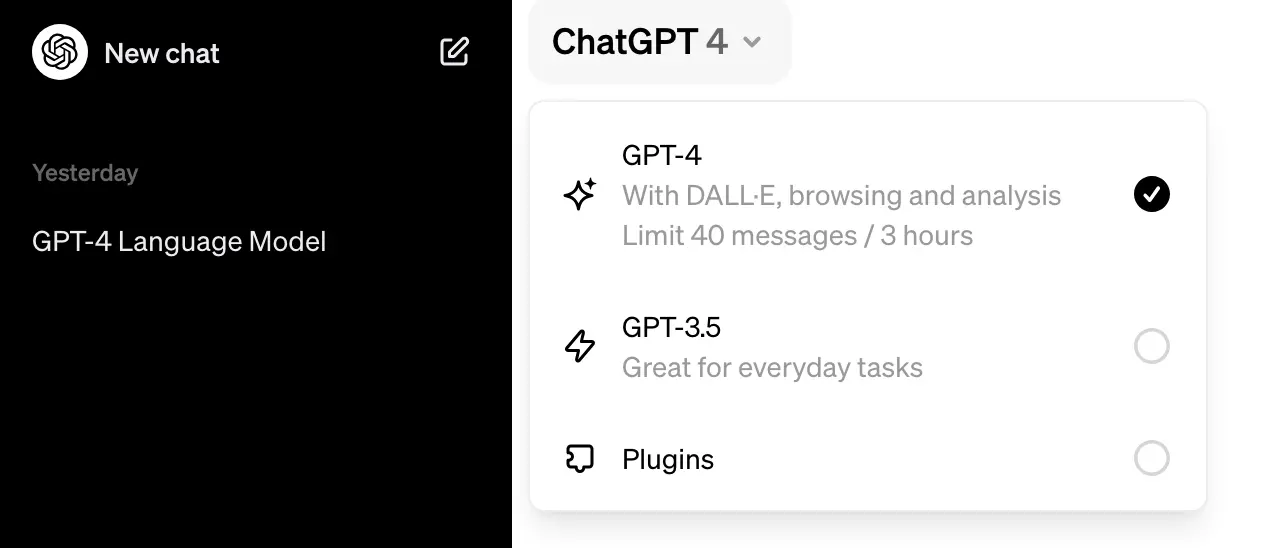 New chat
Yesterday
GPT-4 Language Model
ChatGPT 4
GPT-4
With DALL·E, browsing and analysis
Limit 40 messages / 3 hours
GPT-3.5
Great for everyday tasks
Plugins